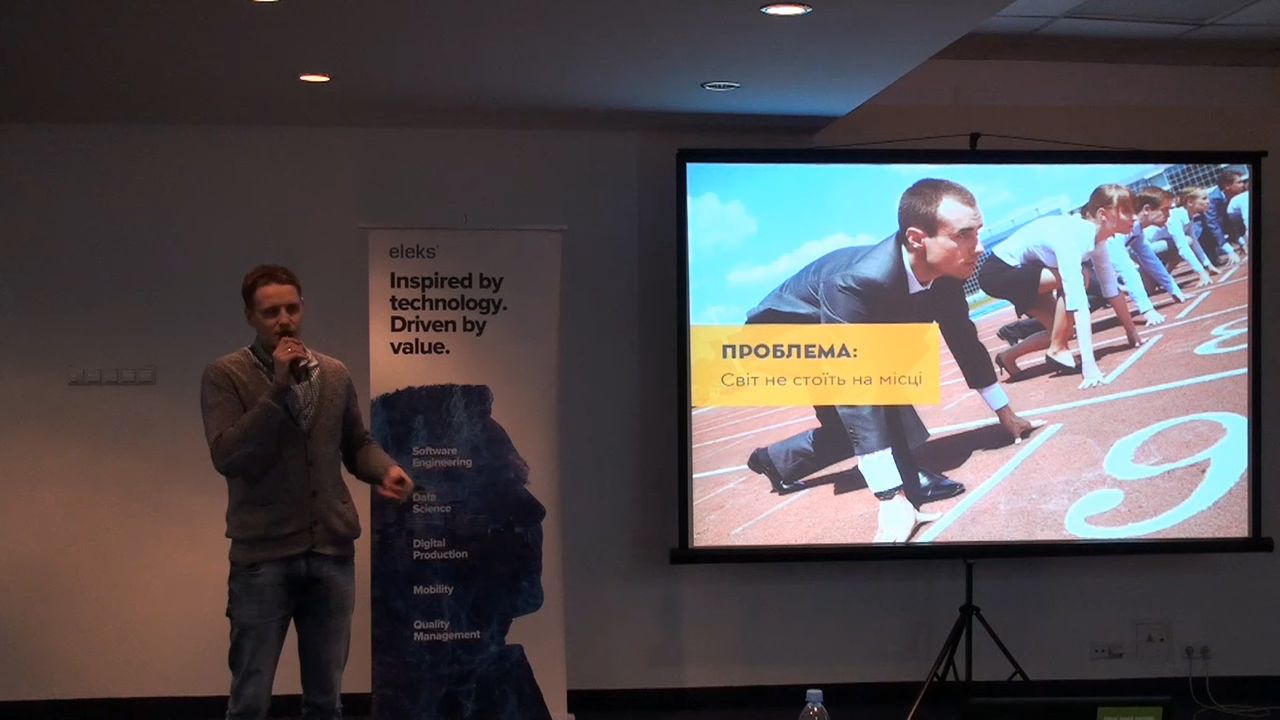 eleks®
Inspired by
technology.
Driven by
value.
Software
Engineering
Data
Science
Digital
Production
Mobility
Quality
Management
ПРОБЛЕМА:
Світ не стоїть на місці
8
9